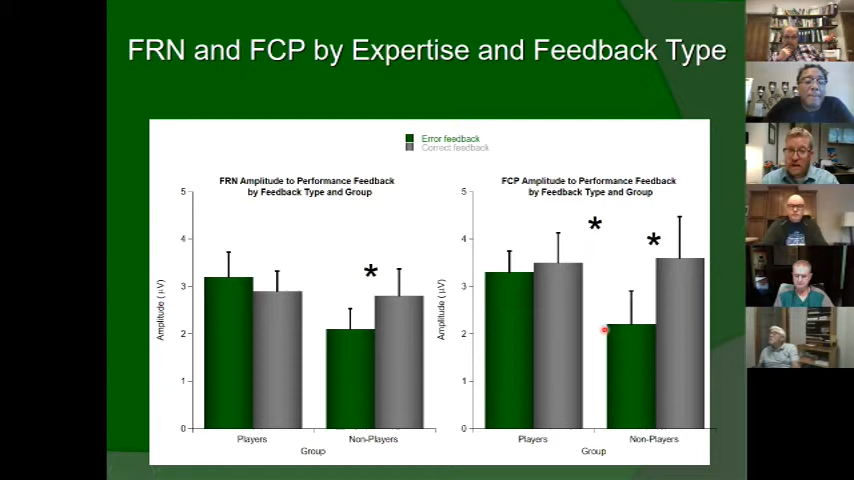 FRN and FCP by Expertise and Feedback Type
Error feedback
Correct feedback
FRN Amplitude to Performance Feedback
by Feedback Type and Group
5
4
3
2
1
0
Amplitude (µV)
*
Players
Non-Players
Group
FCP Amplitude to Performance Feedback
by Feedback Type and Group
5
4
3
2
1
0
Amplitude (µV)
*
*
Players
Non-Players
Group